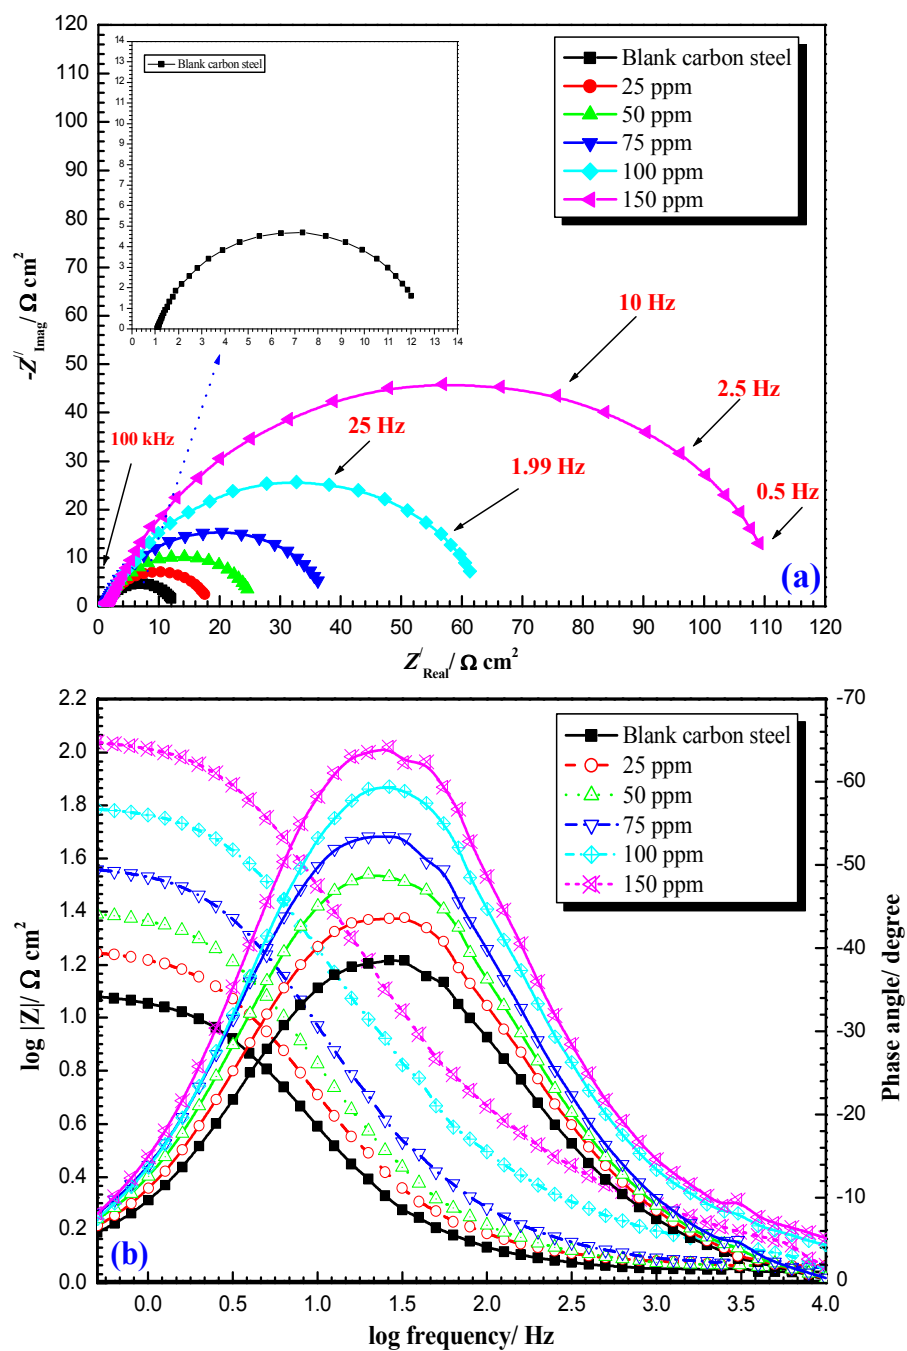 (a)
120
110
100
90
80
70
60
50
40
30
20
10
0
-Z//Imag/ Ω cm2
14
13
12
11
10
9
8
7
6
5
4
3
2
1
0
Blank carbon steel
0 1 2 3 4 5 6 7 8 9 10 11 12 13 14
Blank carbon steel
25 ppm
50 ppm
75 ppm
100 ppm
150 ppm
10 Hz
2.5 Hz
25 Hz
100 kHz
1.99 Hz
0.5 Hz
(a)
0 10 20 30 40 50 60 70 80 90 100 110 120
Z/Real/ Ω cm2
2.2
2.0
1.8
1.6
1.4
1.2
1.0
0.8
0.6
0.4
0.2
0.0
log |Z|/ Ω cm2
Blank carbon steel
25 ppm
50 ppm
75 ppm
100 ppm
150 ppm
-70
-60
-50
-40
-30
-20
-10
0
Phase angle/ degree
(b)
0.0 0.5 1.0 1.5 2.0 2.5 3.0 3.5 4.0
log frequency/ Hz